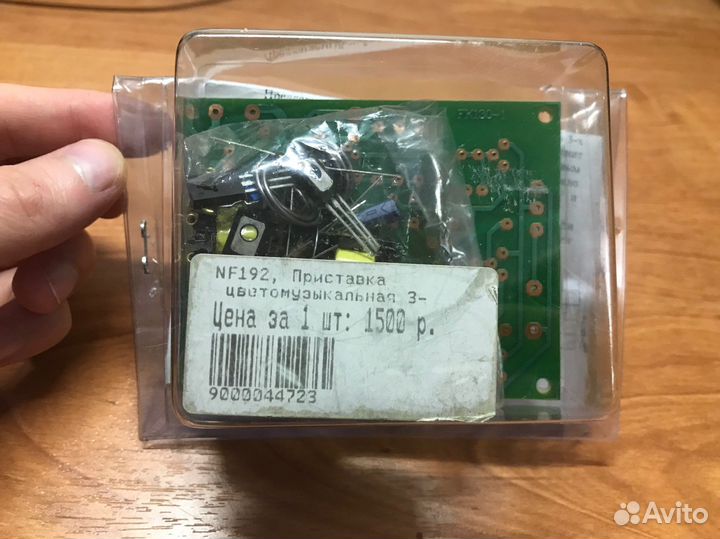 NF192, Приставка
цветомузыкальная 3-
Цена за 1 шт: 1500 р.
9000044723
Avito